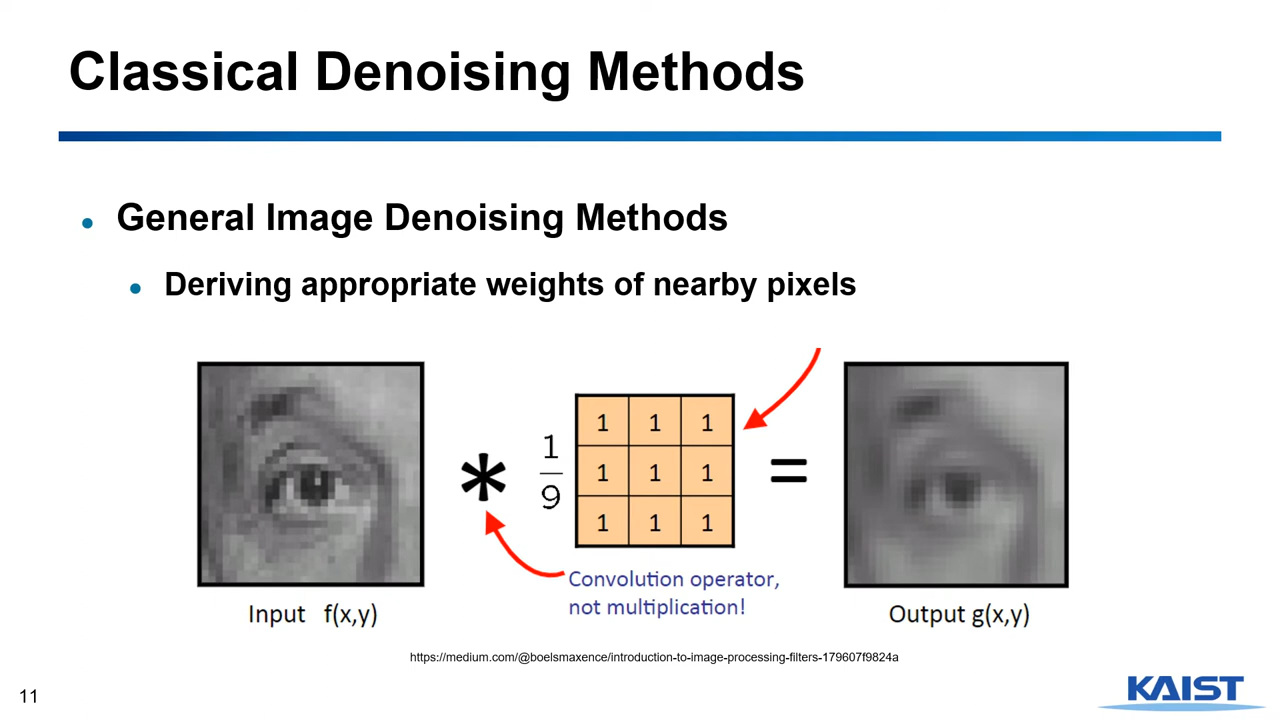 Classical Denoising Methods
General Image Denoising Methods
Deriving appropriate weights of nearby pixels
1
9
1 1 1
1 1 1
1 1 1
*
=
Convolution operator,
not multiplication!
Input f(x,y)
Output g(x,y)
https://medium.com/@boelsmaxence/introduction-to-image-processing-filters-179607f9824a
11
KAIST